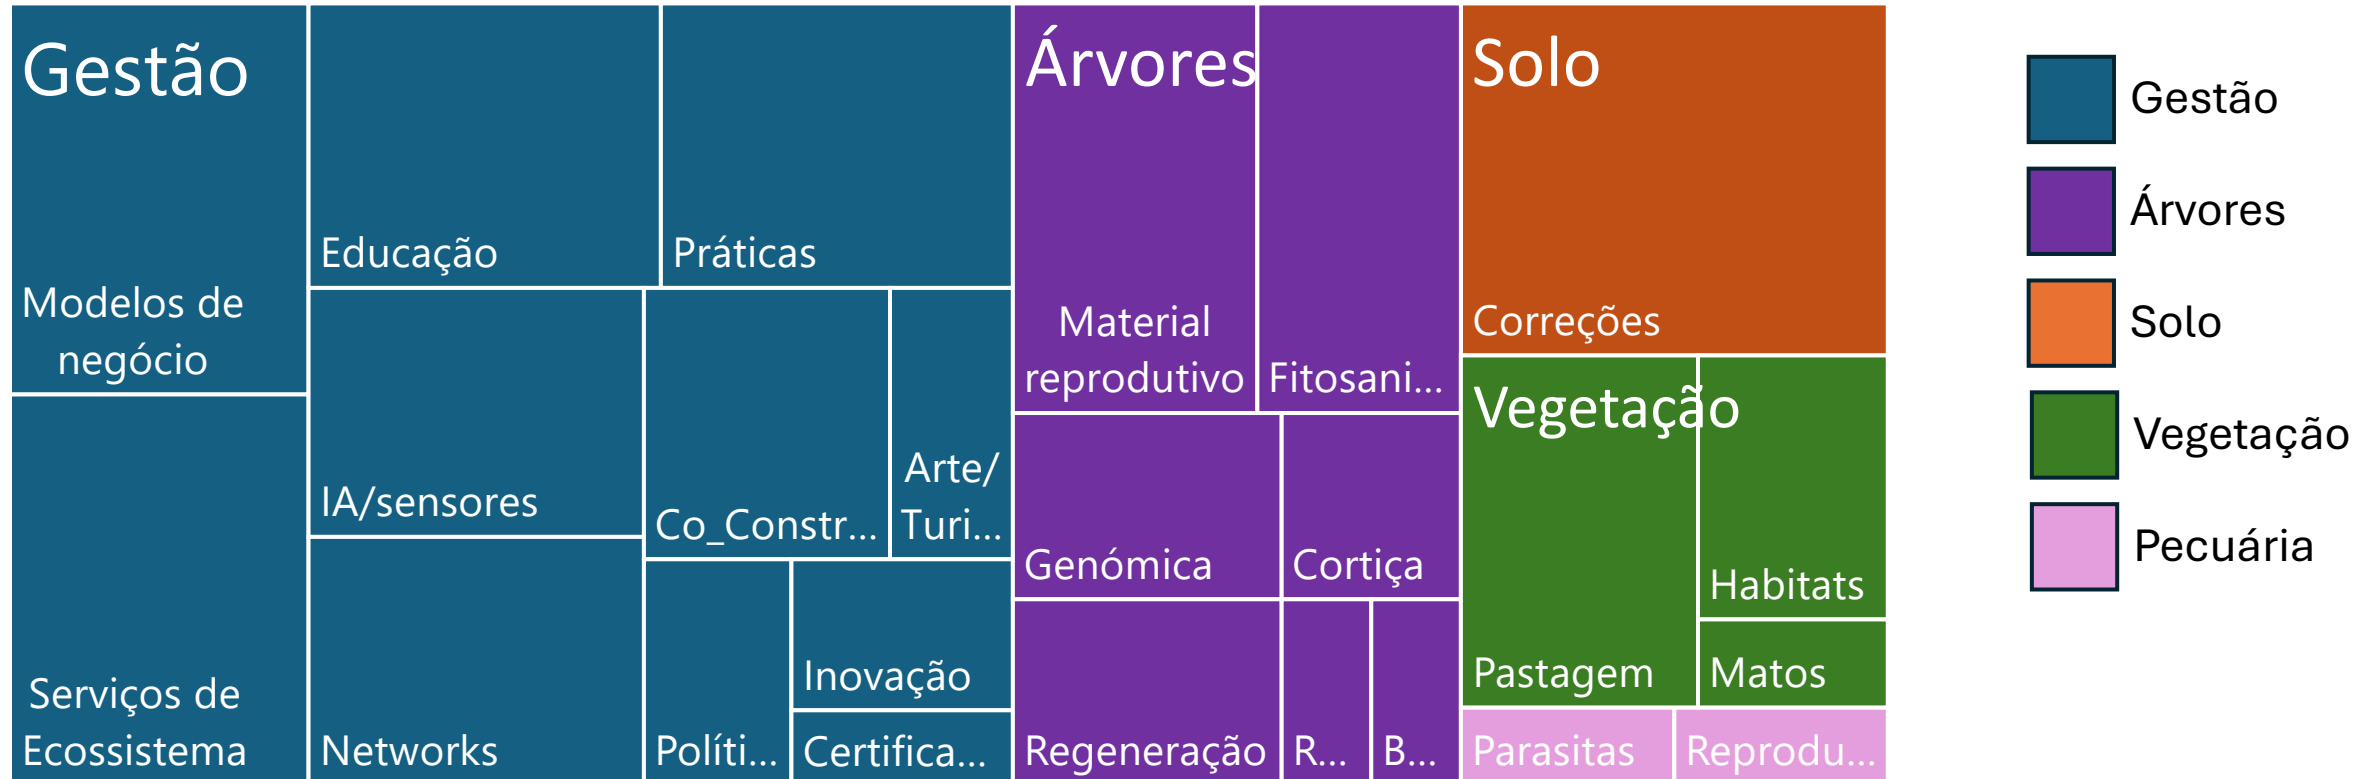 Gestão
Modelos de
negócio
Serviços de
Ecossistema
Educação
Práticas
IA/sensores
Networks
Co_Constr...
Arte/
Turi...
Políti...
Inovação
Certifica...
Árvores
Material
reprodutivo
Fitosani...
Genómica
Cortiça
Regeneração
R...
B...
Solo
Correções
Vegetação
Pastagem
Habitats
Matos
Parasitas
Reprodu...
Gestão
Árvores
Solo
Vegetação
Pecuária